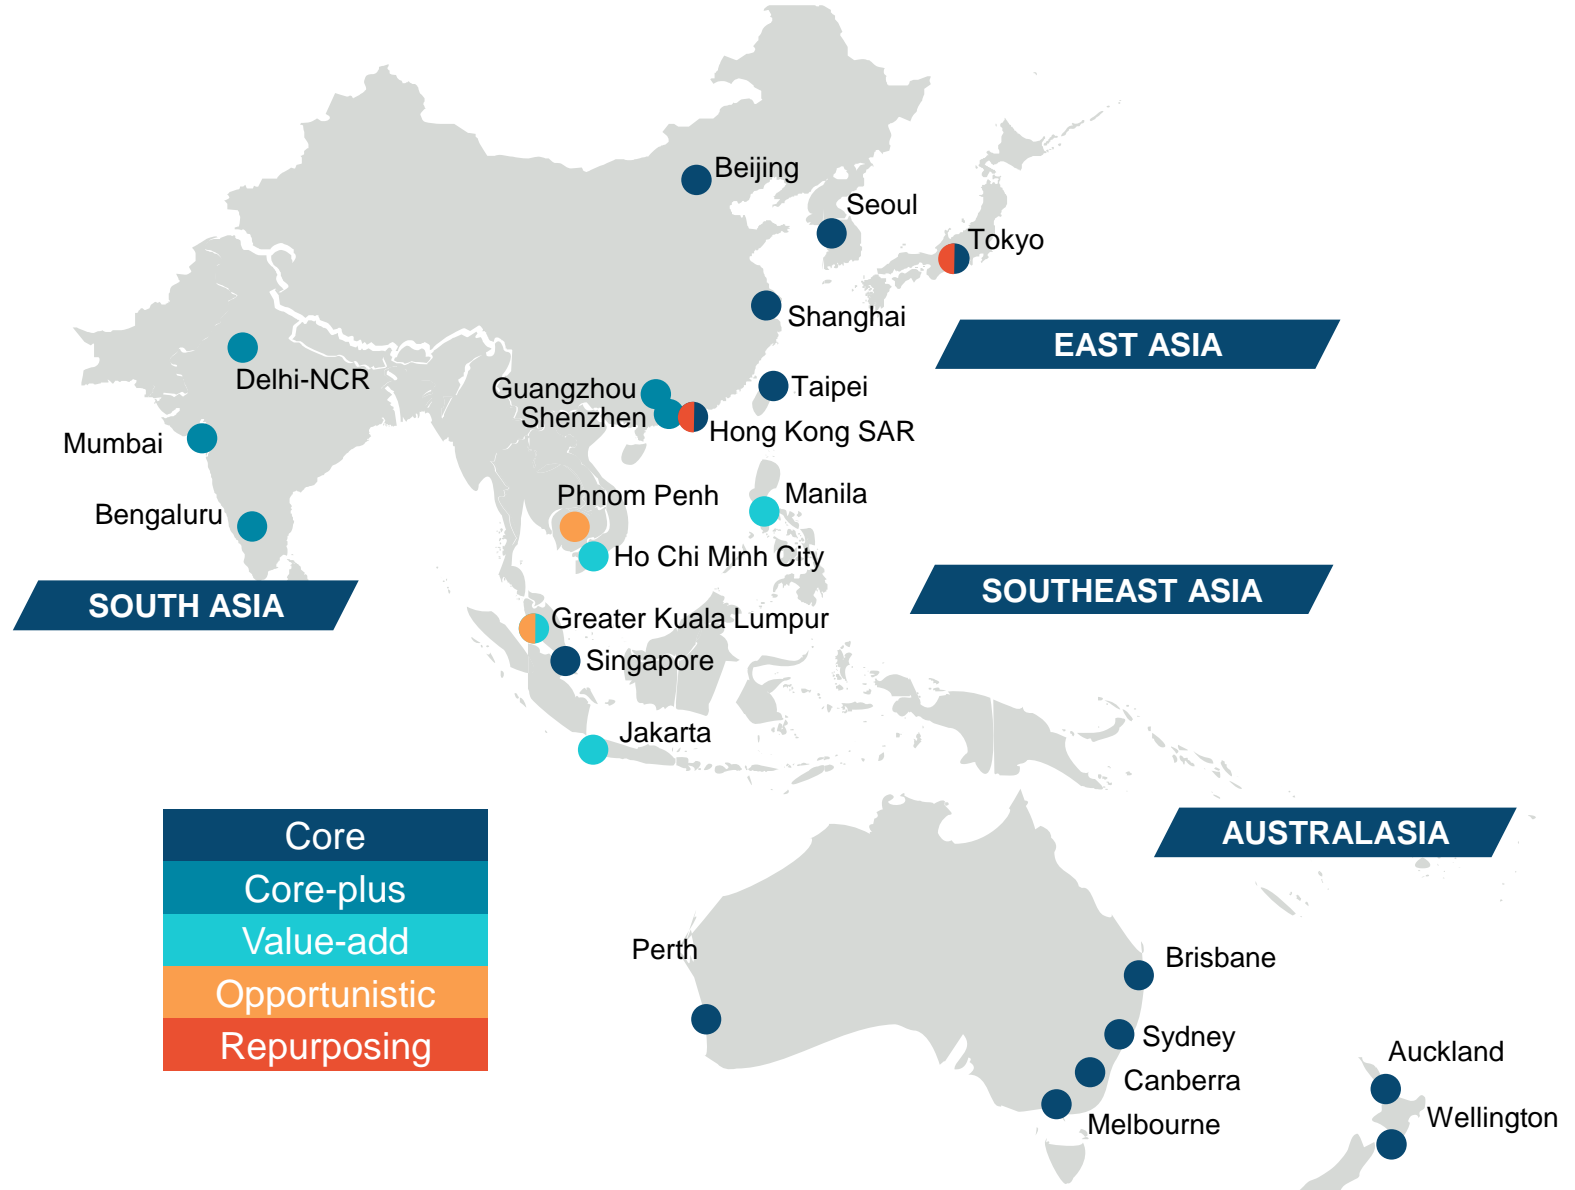 Beijing
Seoul
Tokyo
Shanghai
EAST ASIA
Delhi-NCR
Guangzhou
Taipei
Shenzhen
Hong Kong SAR
Mumbai
Phnom Penh
Manila
Bengaluru
Ho Chi Minh City
SOUTHEAST ASIA
SOUTH ASIA
Greater Kuala Lumpur
Singapore
Jakarta
Core
Core-plus
Value-add
Opportunistic
Repurposing
AUSTRALASIA
Perth
Brisbane
Sydney
Auckland
Canberra
Melbourne
Wellington